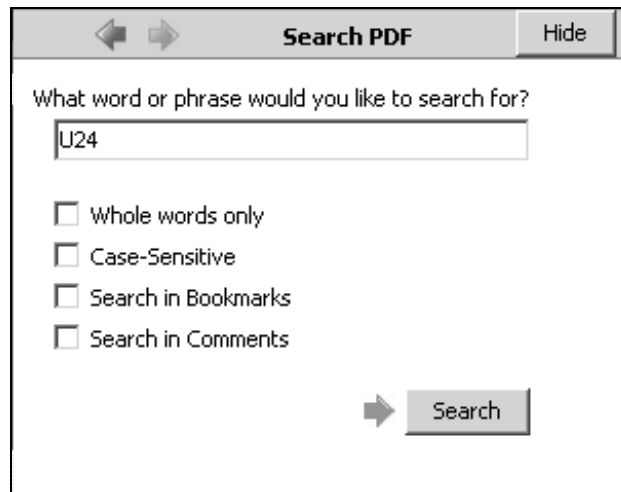 Search PDF
Hide
What word or phrase would you like to search for?
U24
Whole words only
Case-Sensitive
Search in Bookmarks
Search in Comments
Search